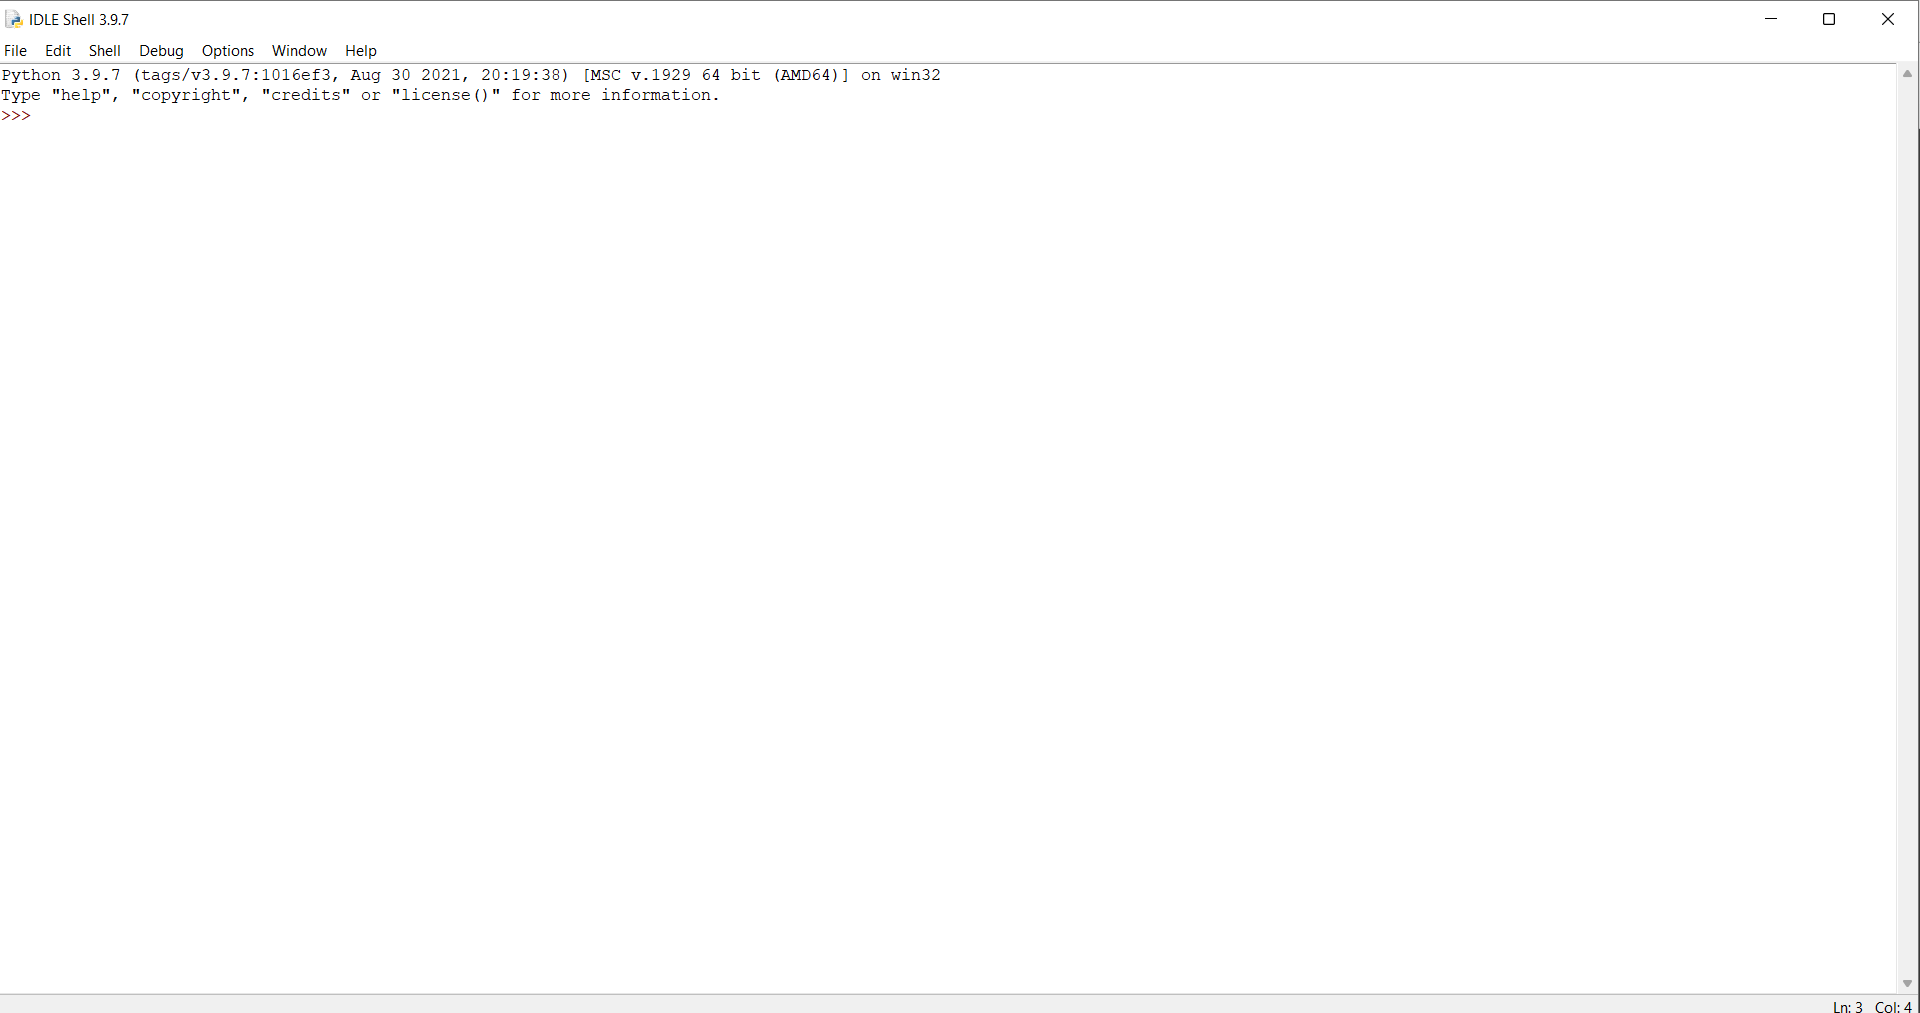 IDLE Shell 3.9.7
File Edit Shell Debug Options Window Help
Python 3.9.7 (tags/v3.9.7:1016ef3, Aug 30 2021, 20:19:38) [MSC v.1929 64 bit (AMD64)] on win32
Type "help", "copyright", "credits" or "license()" for more information.
>>>
Ln: 3 Col: 4